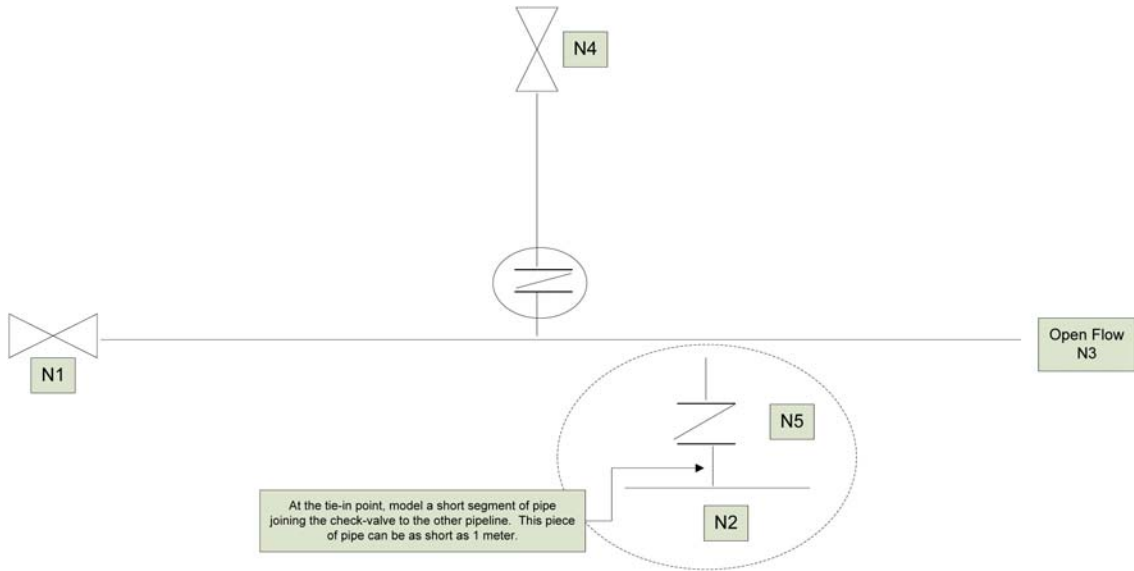 N4
N1
Open Flow
N3
N5
At the tie-in point, model a short segment of pipe
joining the check-valve to the other pipeline. This piece
of pipe can be as short as 1 meter.
N2